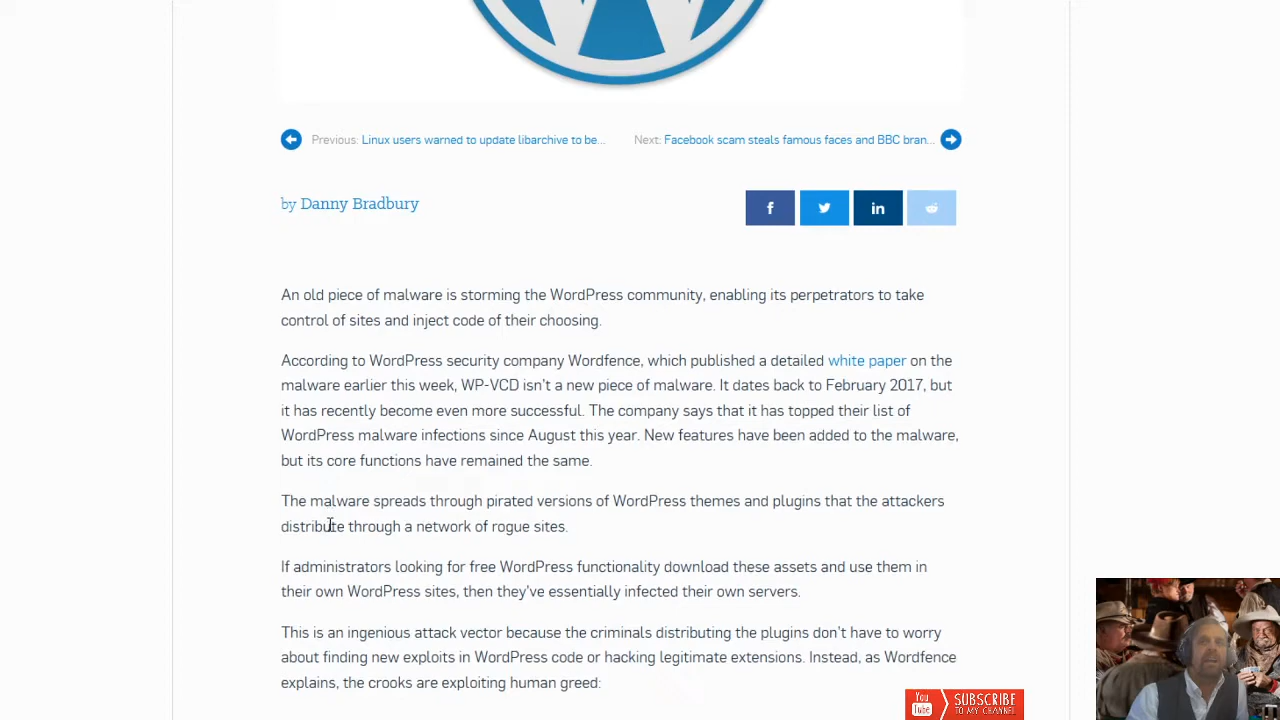 Previous: Linux users warned to update libarchive to be...
Next: Facebook scam steals famous faces and BBC bran...
by Danny Bradbury
An old piece of malware is storming the WordPress community, enabling its perpetrators to take
control of sites and inject code of their choosing.
According to WordPress security company Wordfence, which published a detailed white paper on the
malware earlier this week, WP-VCD isn't a new piece of malware. It dates back to February 2017, but
it has recently become even more successful. The company says that it has topped their list of
WordPress malware infections since August this year. New features have been added to the malware,
but its core functions have remained the same.
The malware spreads through pirated versions of WordPress themes and plugins that the attackers
distribute through a network of rogue sites.
If administrators looking for free WordPress functionality download these assets and use them in
their own WordPress sites, then they've essentially infected their own servers.
This is an ingenious attack vector because the criminals distributing the plugins don't have to worry
about finding new exploits in WordPress code or hacking legitimate extensions. Instead, as Wordfence
explains, the crooks are exploiting human greed:
You
Tube
SUBSCRIBE
TO MY CHANNEL